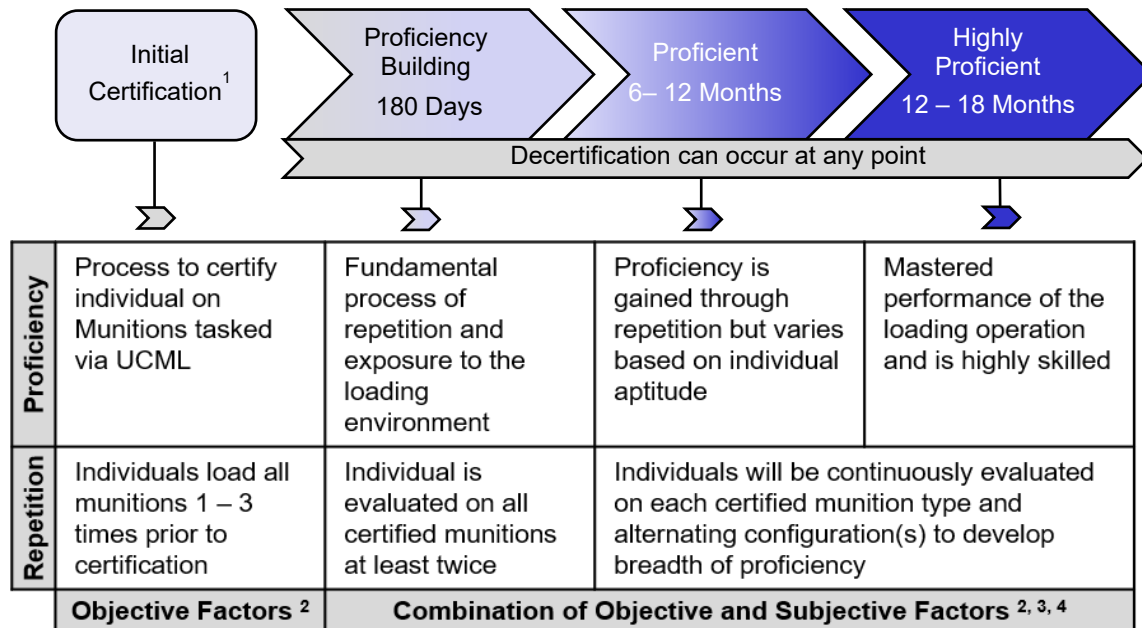 Initial
Certification1
Proficiency
Building
180 Days
Proficient
6– 12 Months
Highly
Proficient
12 – 18 Months
Decertification can occur at any point
Proficiency
Process to certify
individual on
Munitions tasked
via UCML
Fundamental
process of
repetition and
exposure to the
loading
environment
Proficiency is
gained through
repetition but varies
based on individual
aptitude
Mastered
performance of the
loading operation
and is highly skilled
Repetition
Individuals load all
munitions 1 – 3
times prior to
certification
Individual is
evaluated on all
certified munitions
at least twice
Individuals will be continuously evaluated
on each certified munition type and
alternating configuration(s) to develop
breadth of proficiency
Objective Factors 2
Combination of Objective and Subjective Factors 2, 3, 4